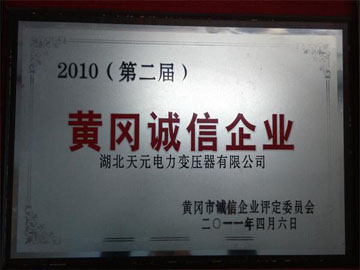 2010（第二届）
黄冈诚信企业
湖北天元电力变压器有限公司
黄冈市诚信企业评定委员会
二〇一一年四月六日